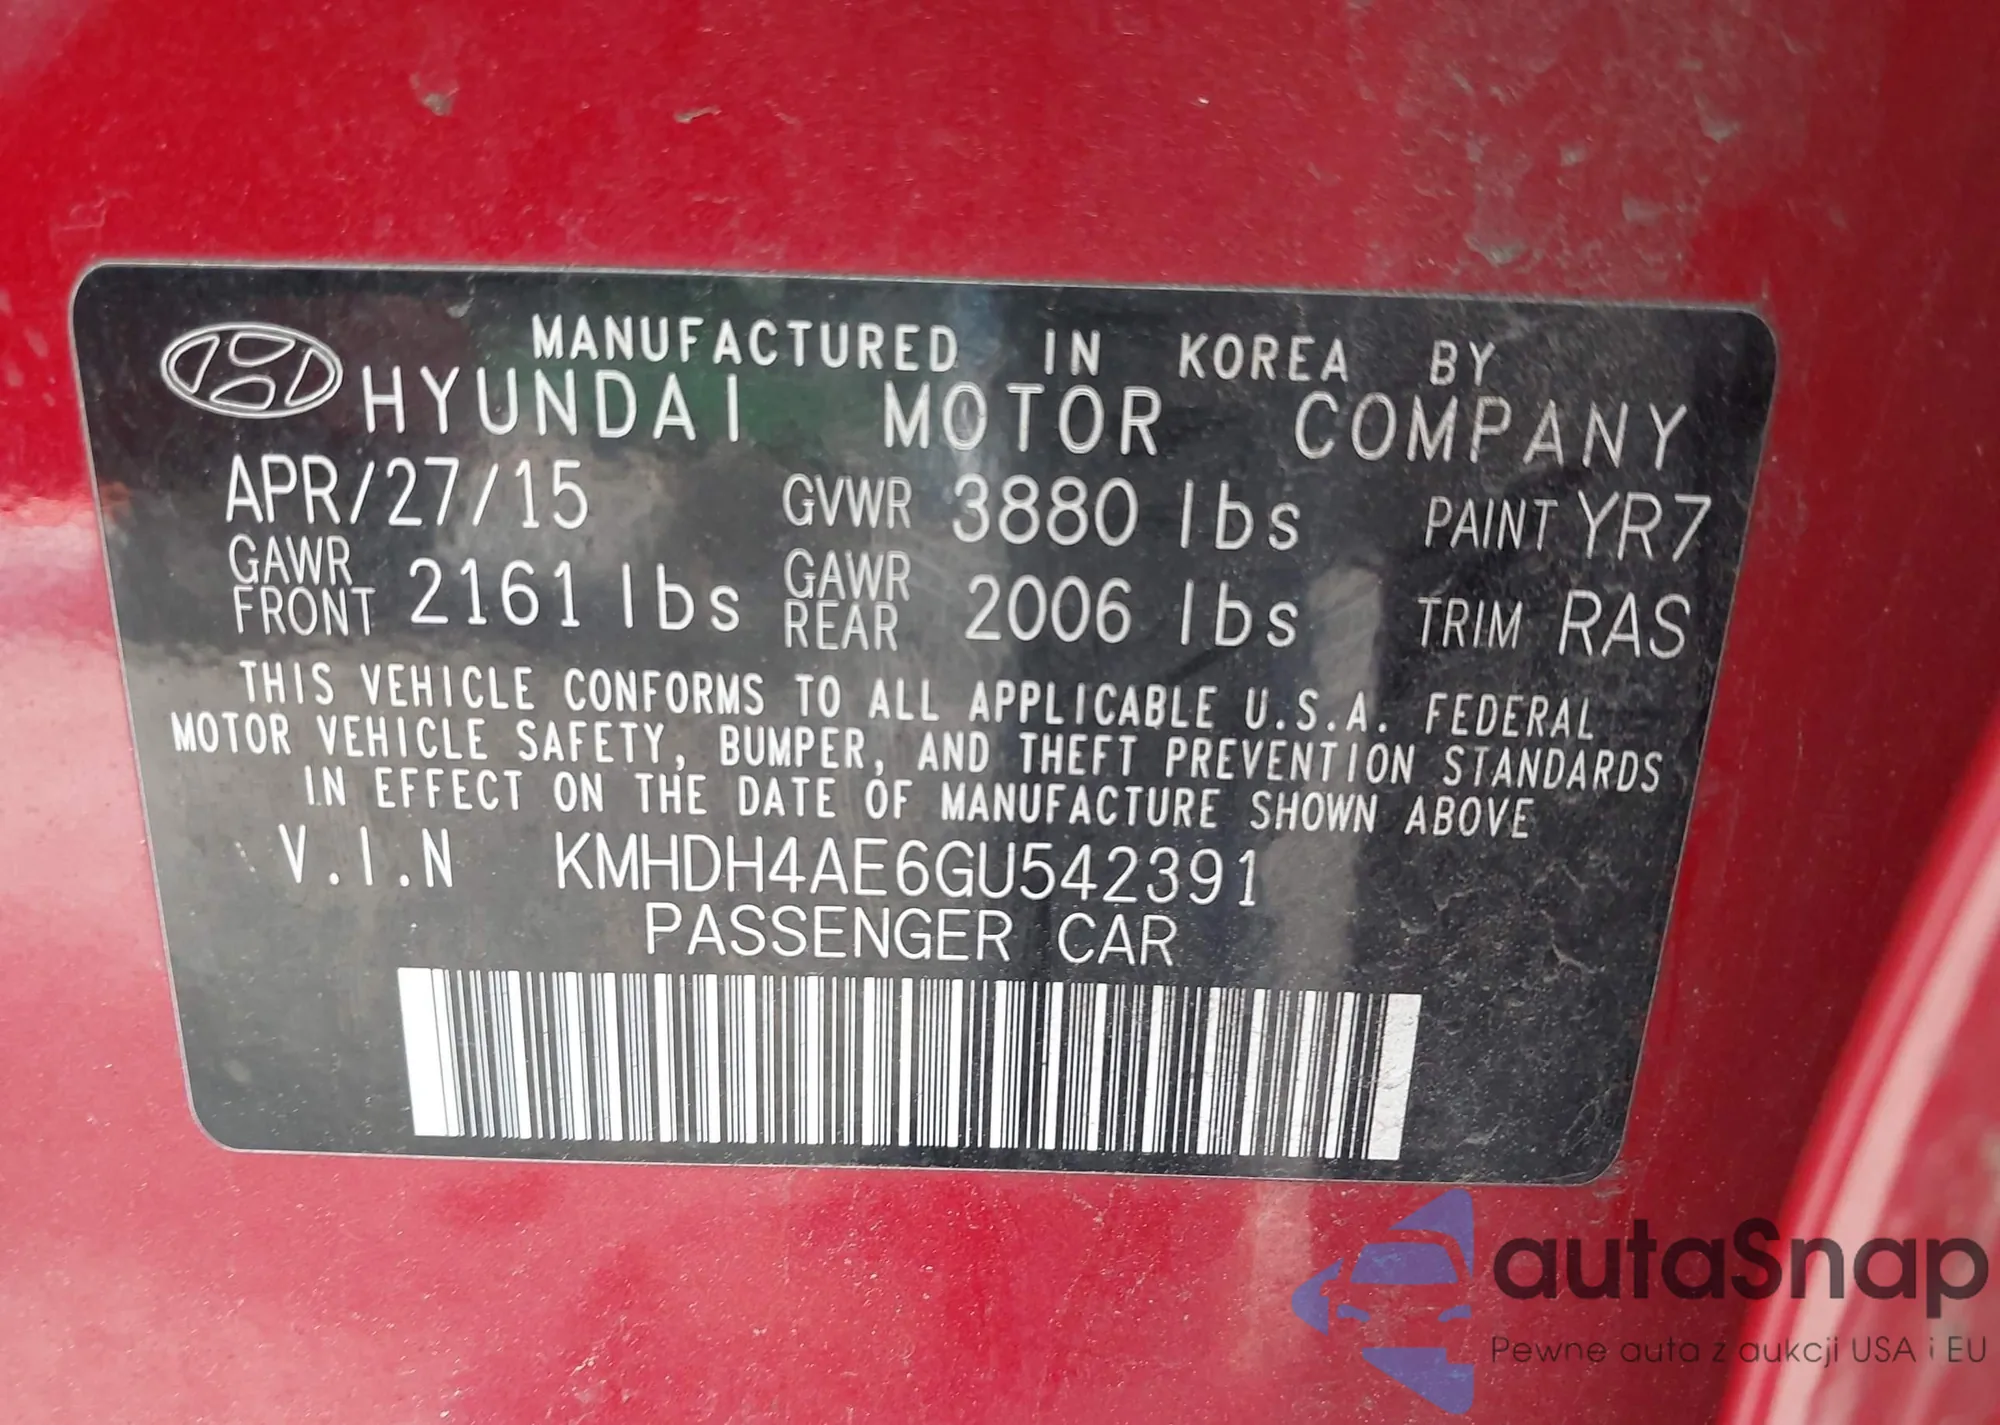 MANUFACTURED IN KOREA BY
HYUNDAI MOTOR COMPANY
APR/27/15 GVWR 3880 lbs PAINT YR7
GAWR FRONT 2161 lbs GAWR REAR 2006 lbs TRIM RAS
THIS VEHICLE CONFORMS TO ALL APPLICABLE U.S.A. FEDERAL
MOTOR VEHICLE SAFETY, BUMPER, AND THEFT PREVENTION STANDARDS
IN EFFECT ON THE DATE OF MANUFACTURE SHOWN ABOVE
V.I.N KMHDH4AE6GU542391
PASSENGER CAR
autaSnap
Pewne auta z aukcji USA i EU